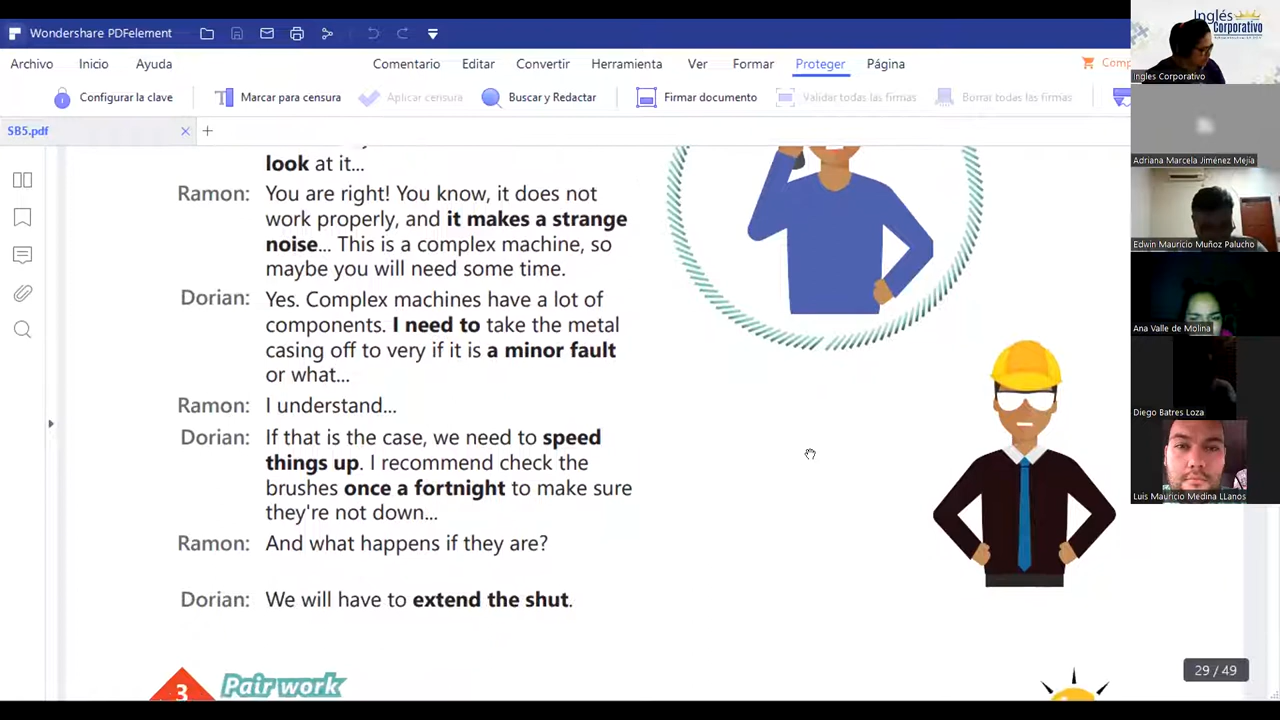 Wondershare PDFelement
Archivo Inicio Ayuda Comentario Editar Convertir Herramienta Ver Formar Proteger Página
Configurar la clave Marcar para censura Aplicar censura Buscar y Redactar Firmar documento Validar todas las firmas Borrar todas las firmas
SB5.pdf
look at it...
Ramon: You are right! You know, it does not
work properly, and it makes a strange
noise... This is a complex machine, so
maybe you will need some time.
Dorian: Yes. Complex machines have a lot of
components. I need to take the metal
casing off to very if it is a minor fault
or what...
Ramon: I understand...
Dorian: If that is the case, we need to speed
things up. I recommend check the
brushes once a fortnight to make sure
they're not down...
Ramon: And what happens if they are?
Dorian: We will have to extend the shut.
3 Pair work
29 / 49
Inglés
Corporativo
Ingles Corporativo
Adriana Marcela Jiménez Mejía
Edwin Mauricio Muñoz Palucho
Ana Valle de Molina
Diego Batres Loza
Luis Mauricio Medina LLanos